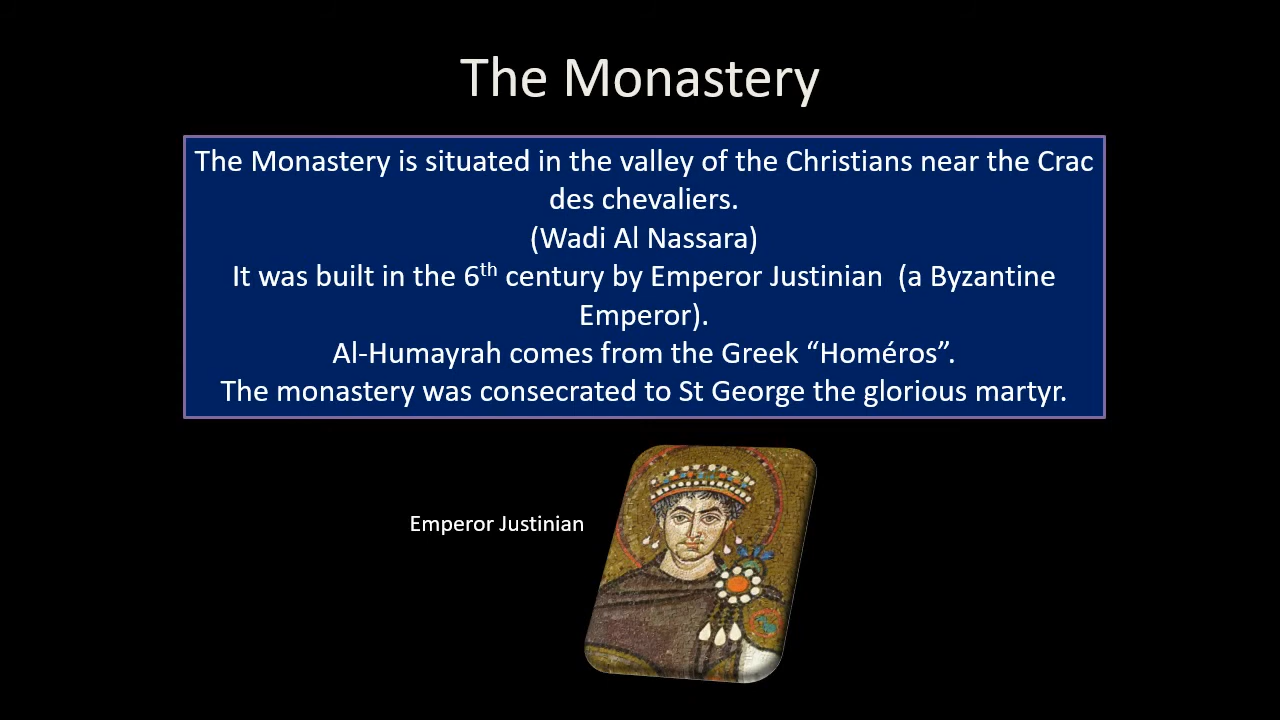 The Monastery
The Monastery is situated in the valley of the Christians near the Crac
des chevaliers.
(Wadi Al Nassara)
It was built in the 6th century by Emperor Justinian  (a Byzantine
Emperor).
Al-Humayrah comes from the Greek “Homéros”.
The monastery was consecrated to St George the glorious martyr.
Emperor Justinian